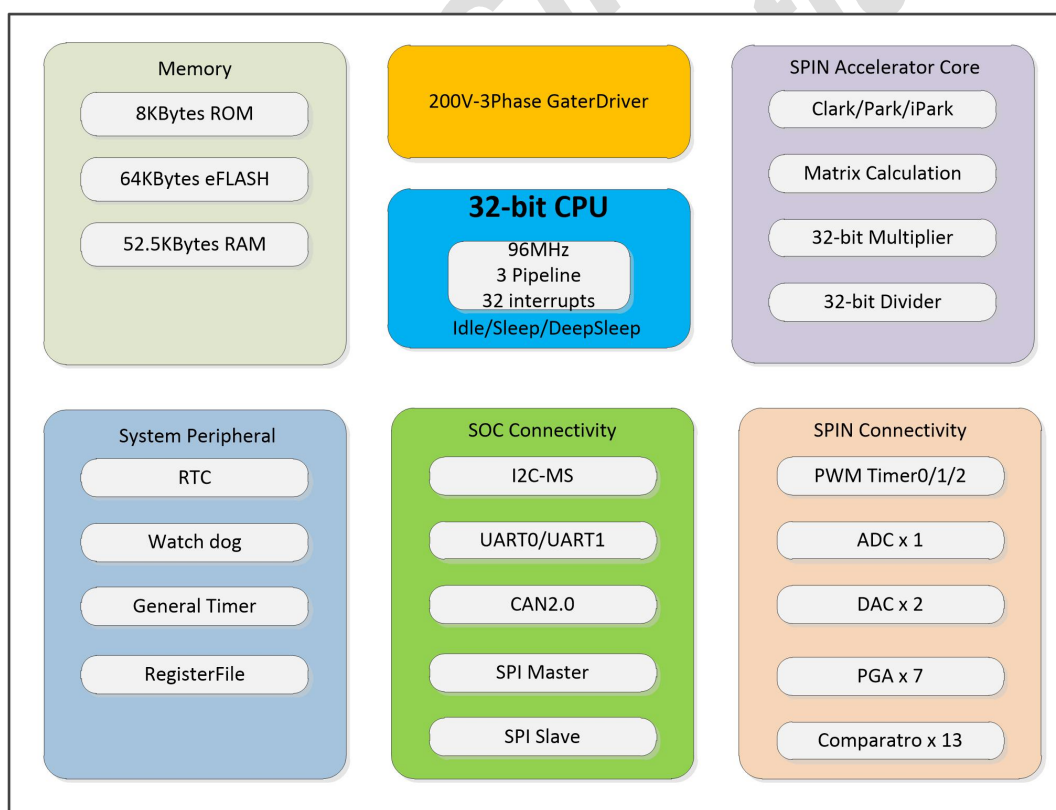 Memory
8KBytes ROM
64KBytes eFLASH
52.5KBytes RAM
200V-3Phase GaterDriver
32-bit CPU
96MHz
3 Pipeline
32 interrupts
Idle/Sleep/DeepSleep
SPIN Accelerator Core
Clark/Park/iPark
Matrix Calculation
32-bit Multiplier
32-bit Divider
System Peripheral
RTC
Watch dog
General Timer
RegisterFile
SOC Connectivity
I2C-MS
UART0/UART1
CAN2.0
SPI Master
SPI Slave
SPIN Connectivity
PWM Timer0/1/2
ADC x 1
DAC x 2
PGA x 7
Comparatro x 13